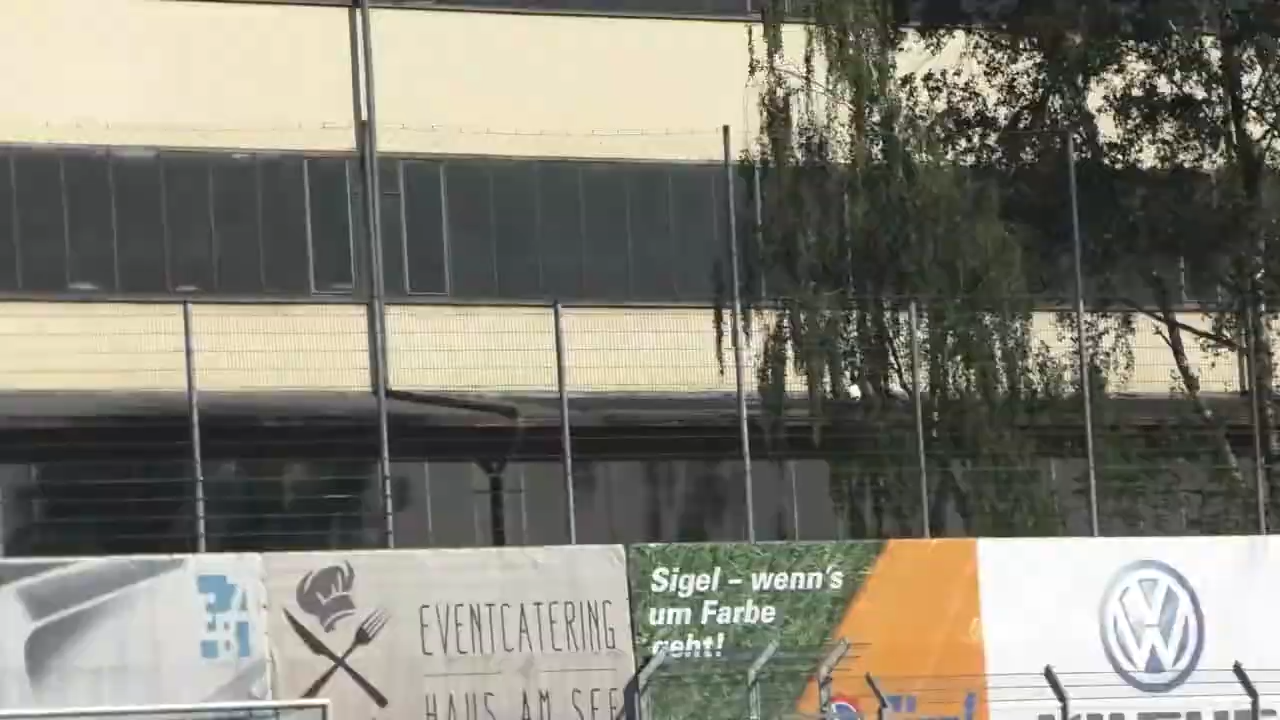 EVENTCATERING
HAUS AM SEE
Sigel – wenn's
um Farbe
geht!